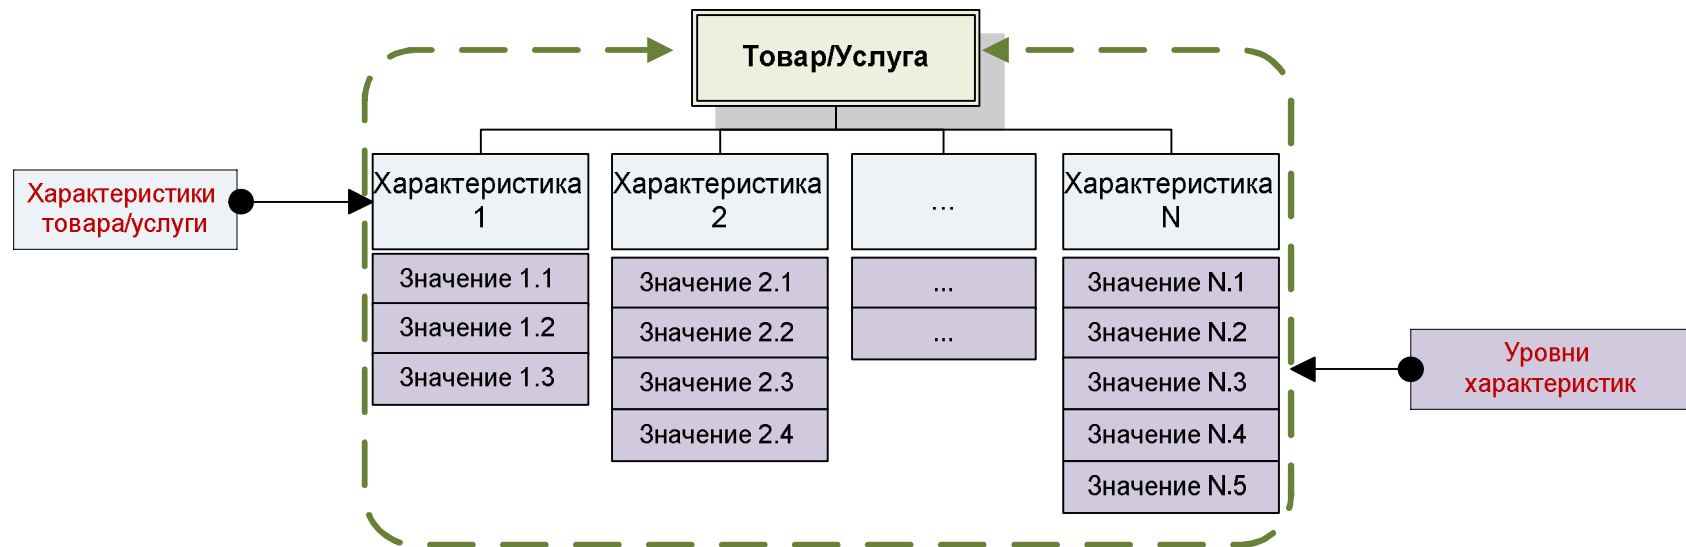 Товар/Услуга
Характеристики
товара/услуги
Характеристика
1
Характеристика
2
...
Характеристика
N
Значение 1.1
Значение 1.2
Значение 1.3
Значение 2.1
Значение 2.2
Значение 2.3
Значение 2.4
...
...
Значение N.1
Значение N.2
Значение N.3
Значение N.4
Значение N.5
Уровни
характеристик